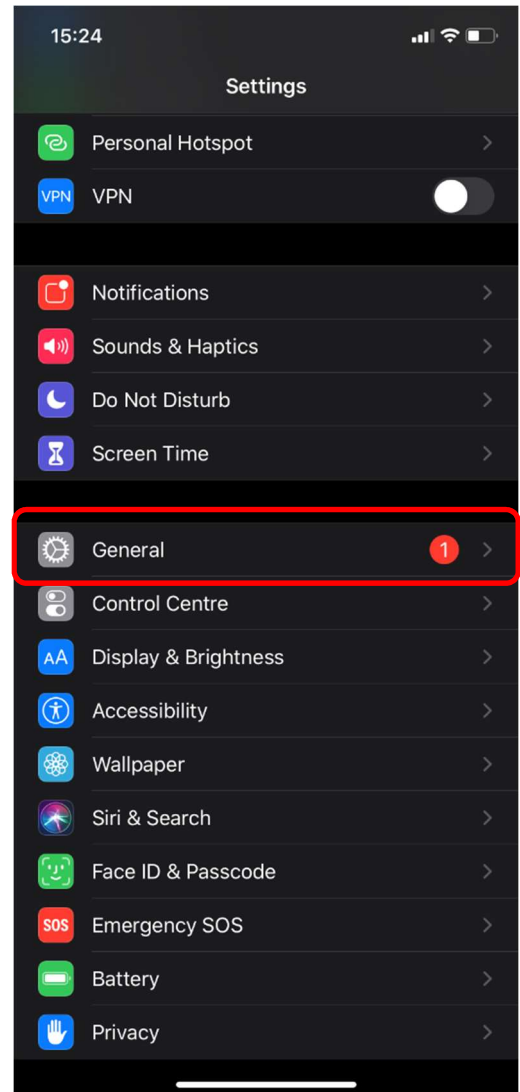 15:24
Settings
Personal Hotspot
VPN VPN
Notifications
Sounds & Haptics
Do Not Disturb
Screen Time
General 1
Control Centre
AA Display & Brightness
Accessibility
Wallpaper
Siri & Search
Face ID & Passcode
SOS Emergency SOS
Battery
Privacy